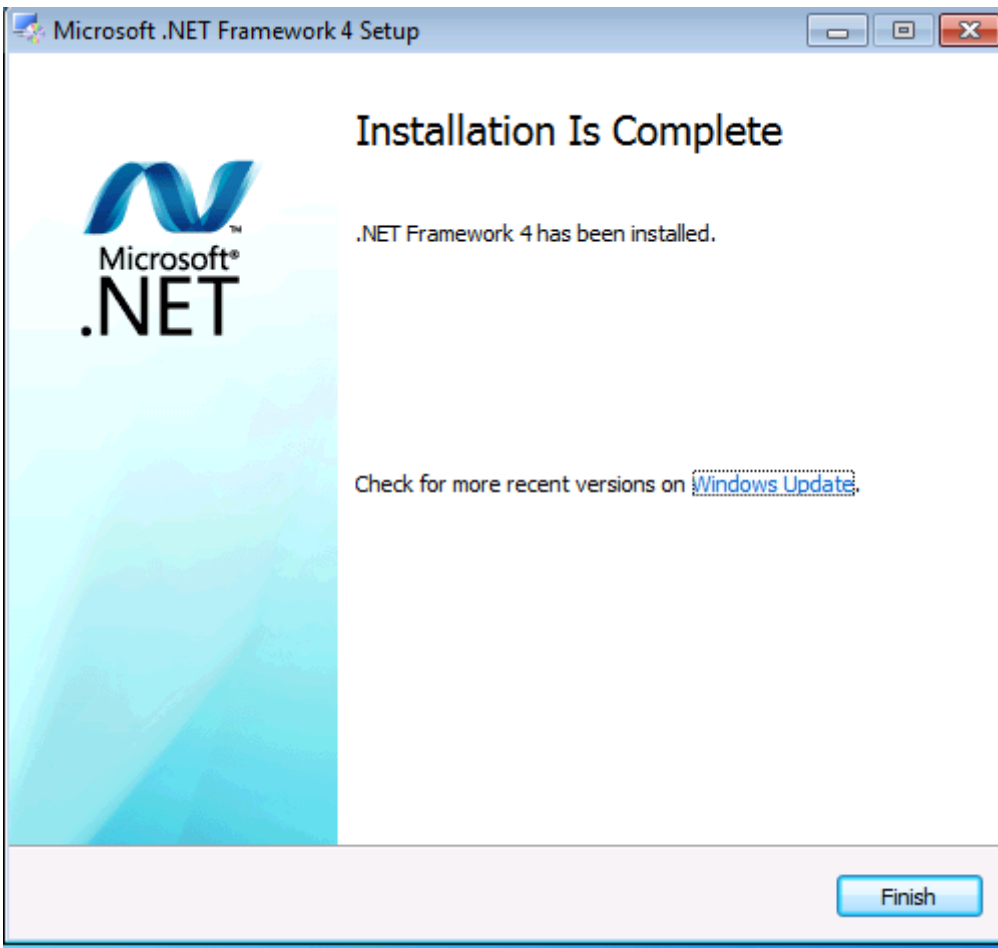 Microsoft .NET Framework 4 Setup
Installation Is Complete
Microsoft®
.NET
™
.NET Framework 4 has been installed.
Check for more recent versions on Windows Update.
Finish